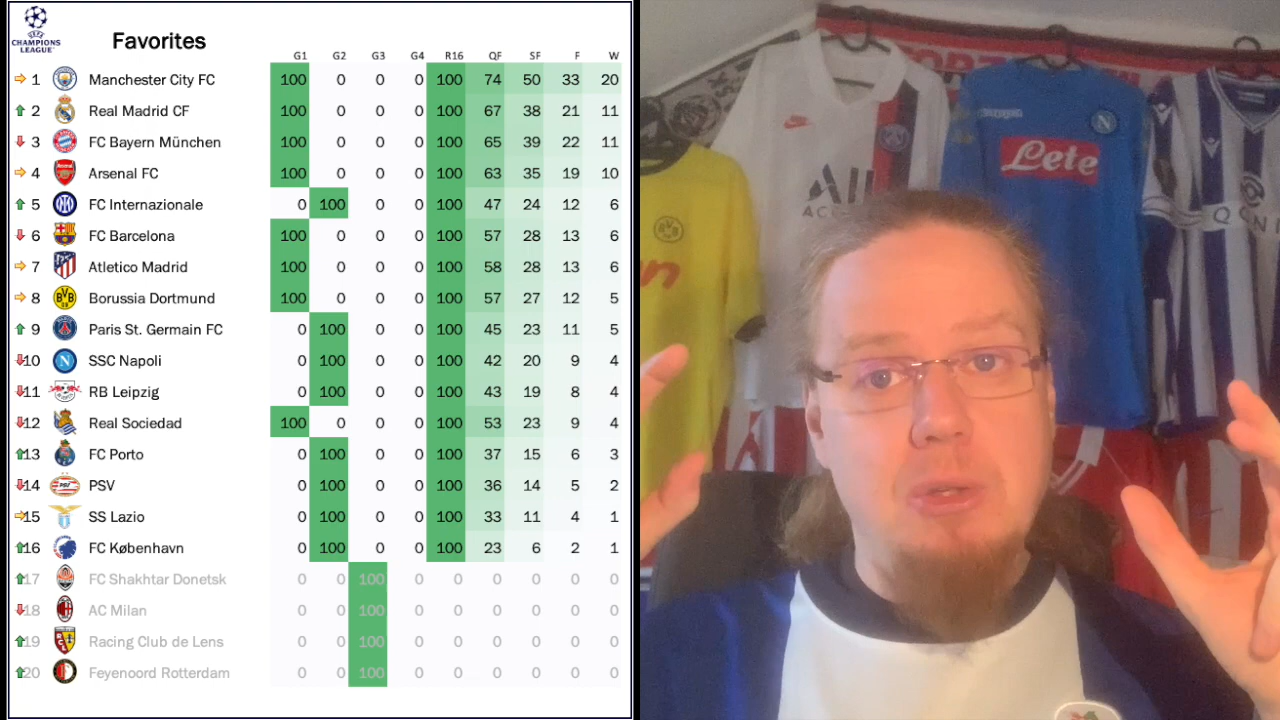 UEFA
CHAMPIONS
LEAGUE
Favorites
G1 G2 G3 G4 R16 QF SF F W
1 Manchester City FC 100 0 0 0 100 74 50 33 20
2 Real Madrid CF 100 0 0 0 100 67 38 21 11
3 FC Bayern München 100 0 0 0 100 65 39 22 11
4 Arsenal FC 100 0 0 0 100 63 35 19 10
5 FC Internazionale 0 100 0 0 100 47 24 12 6
6 FC Barcelona 100 0 0 0 100 57 28 13 6
7 Atletico Madrid 100 0 0 0 100 58 28 13 6
8 Borussia Dortmund 100 0 0 0 100 57 27 12 5
9 Paris St. Germain FC 0 100 0 0 100 45 23 11 5
10 SSC Napoli 0 100 0 0 100 42 20 9 4
11 RB Leipzig 0 100 0 0 100 43 19 8 4
12 Real Sociedad 100 0 0 0 100 53 23 9 4
13 FC Porto 0 100 0 0 100 37 15 6 3
14 PSV 0 100 0 0 100 36 14 5 2
15 SS Lazio 0 100 0 0 100 33 11 4 1
16 FC København 0 100 0 0 100 23 6 2 1
17 FC Shakhtar Donetsk 0 0 100 0 0 0 0 0 0
18 AC Milan 0 0 100 0 0 0 0 0 0
19 Racing Club de Lens 0 0 100 0 0 0 0 0 0
20 Feyenoord Rotterdam 0 0 100 0 0 0 0 0 0
Lete
BVB